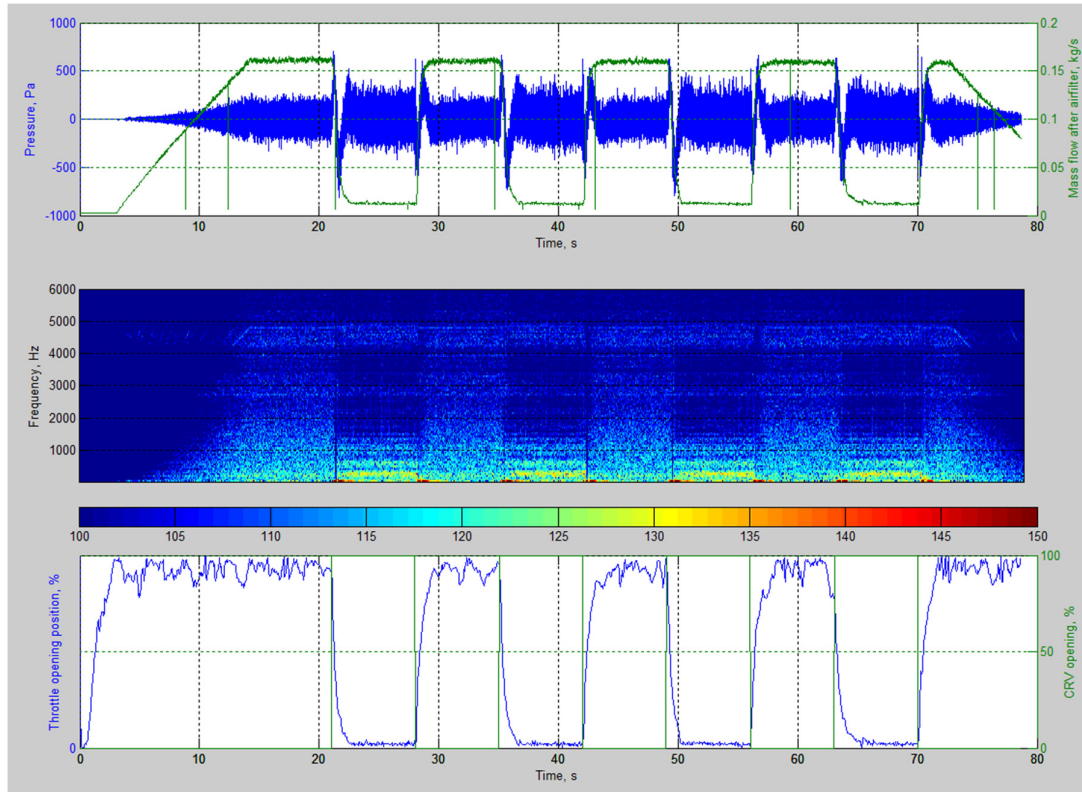 1000
500
0
-500
-1000
Pressure, Pa
0.2
0.15
0.1
0.05
0
Mass flow after airfilter, kg/s
0 10 20 30 40 50 60 70 80
Time, s
6000
5000
4000
3000
2000
1000
Frequency, Hz
100 105 110 115 120 125 130 135 140 145 150
Throttle opening position, %
0
100
50
0
CRV opening, %
0 10 20 30 40 50 60 70 80
Time, s